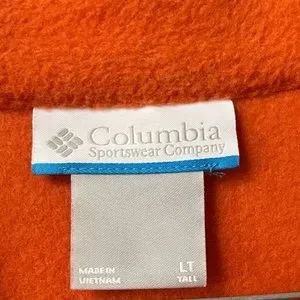 Columbia
Sportswear Company
MADE IN
VIETNAM
LT
TALL